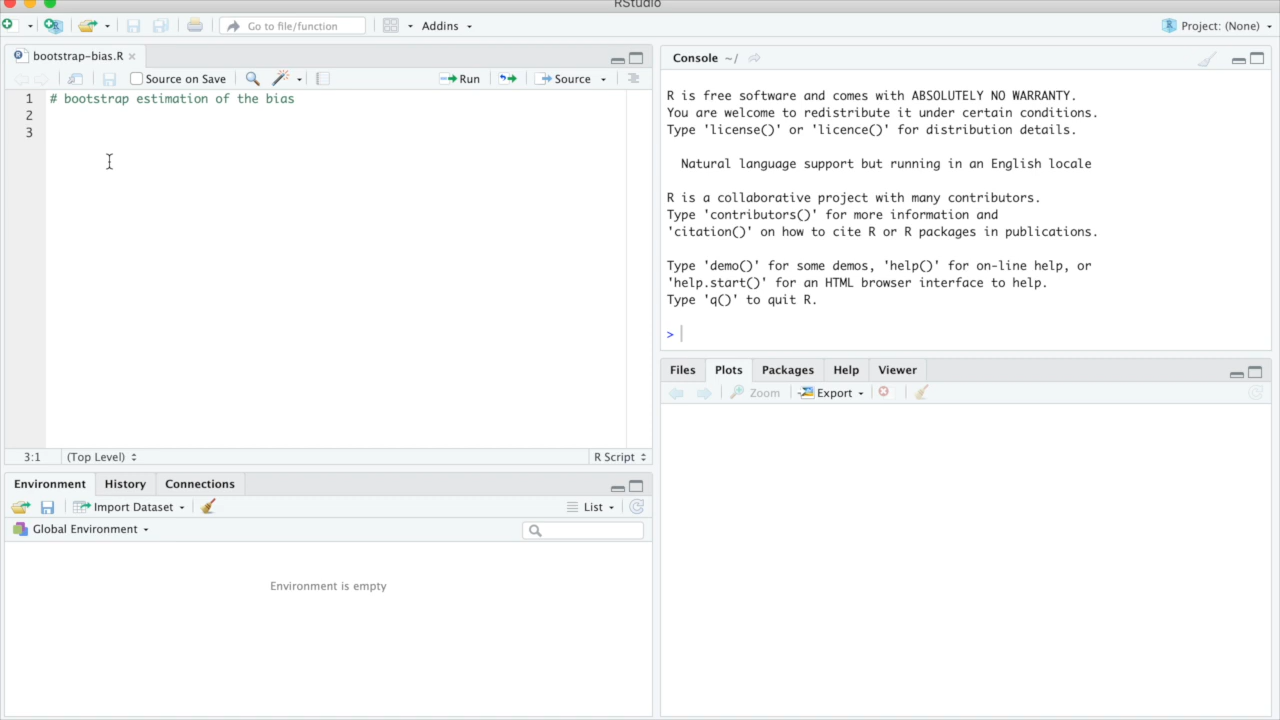 RStudio
Go to file/function
Addins
Project: (None)
bootstrap-bias.R
Source on Save
Run
Source
1 # bootstrap estimation of the bias
2
3
3:1 (Top Level) R Script
Environment History Connections
Import Dataset List
Global Environment
Environment is empty
Console ~/
R is free software and comes with ABSOLUTELY NO WARRANTY.
You are welcome to redistribute it under certain conditions.
Type 'license()' or 'licence()' for distribution details.
Natural language support but running in an English locale
R is a collaborative project with many contributors.
Type 'contributors()' for more information and
'citation()' on how to cite R or R packages in publications.
Type 'demo()' for some demos, 'help()' for on-line help, or
'help.start()' for an HTML browser interface to help.
Type 'q()' to quit R.
>
Files Plots Packages Help Viewer
Zoom Export